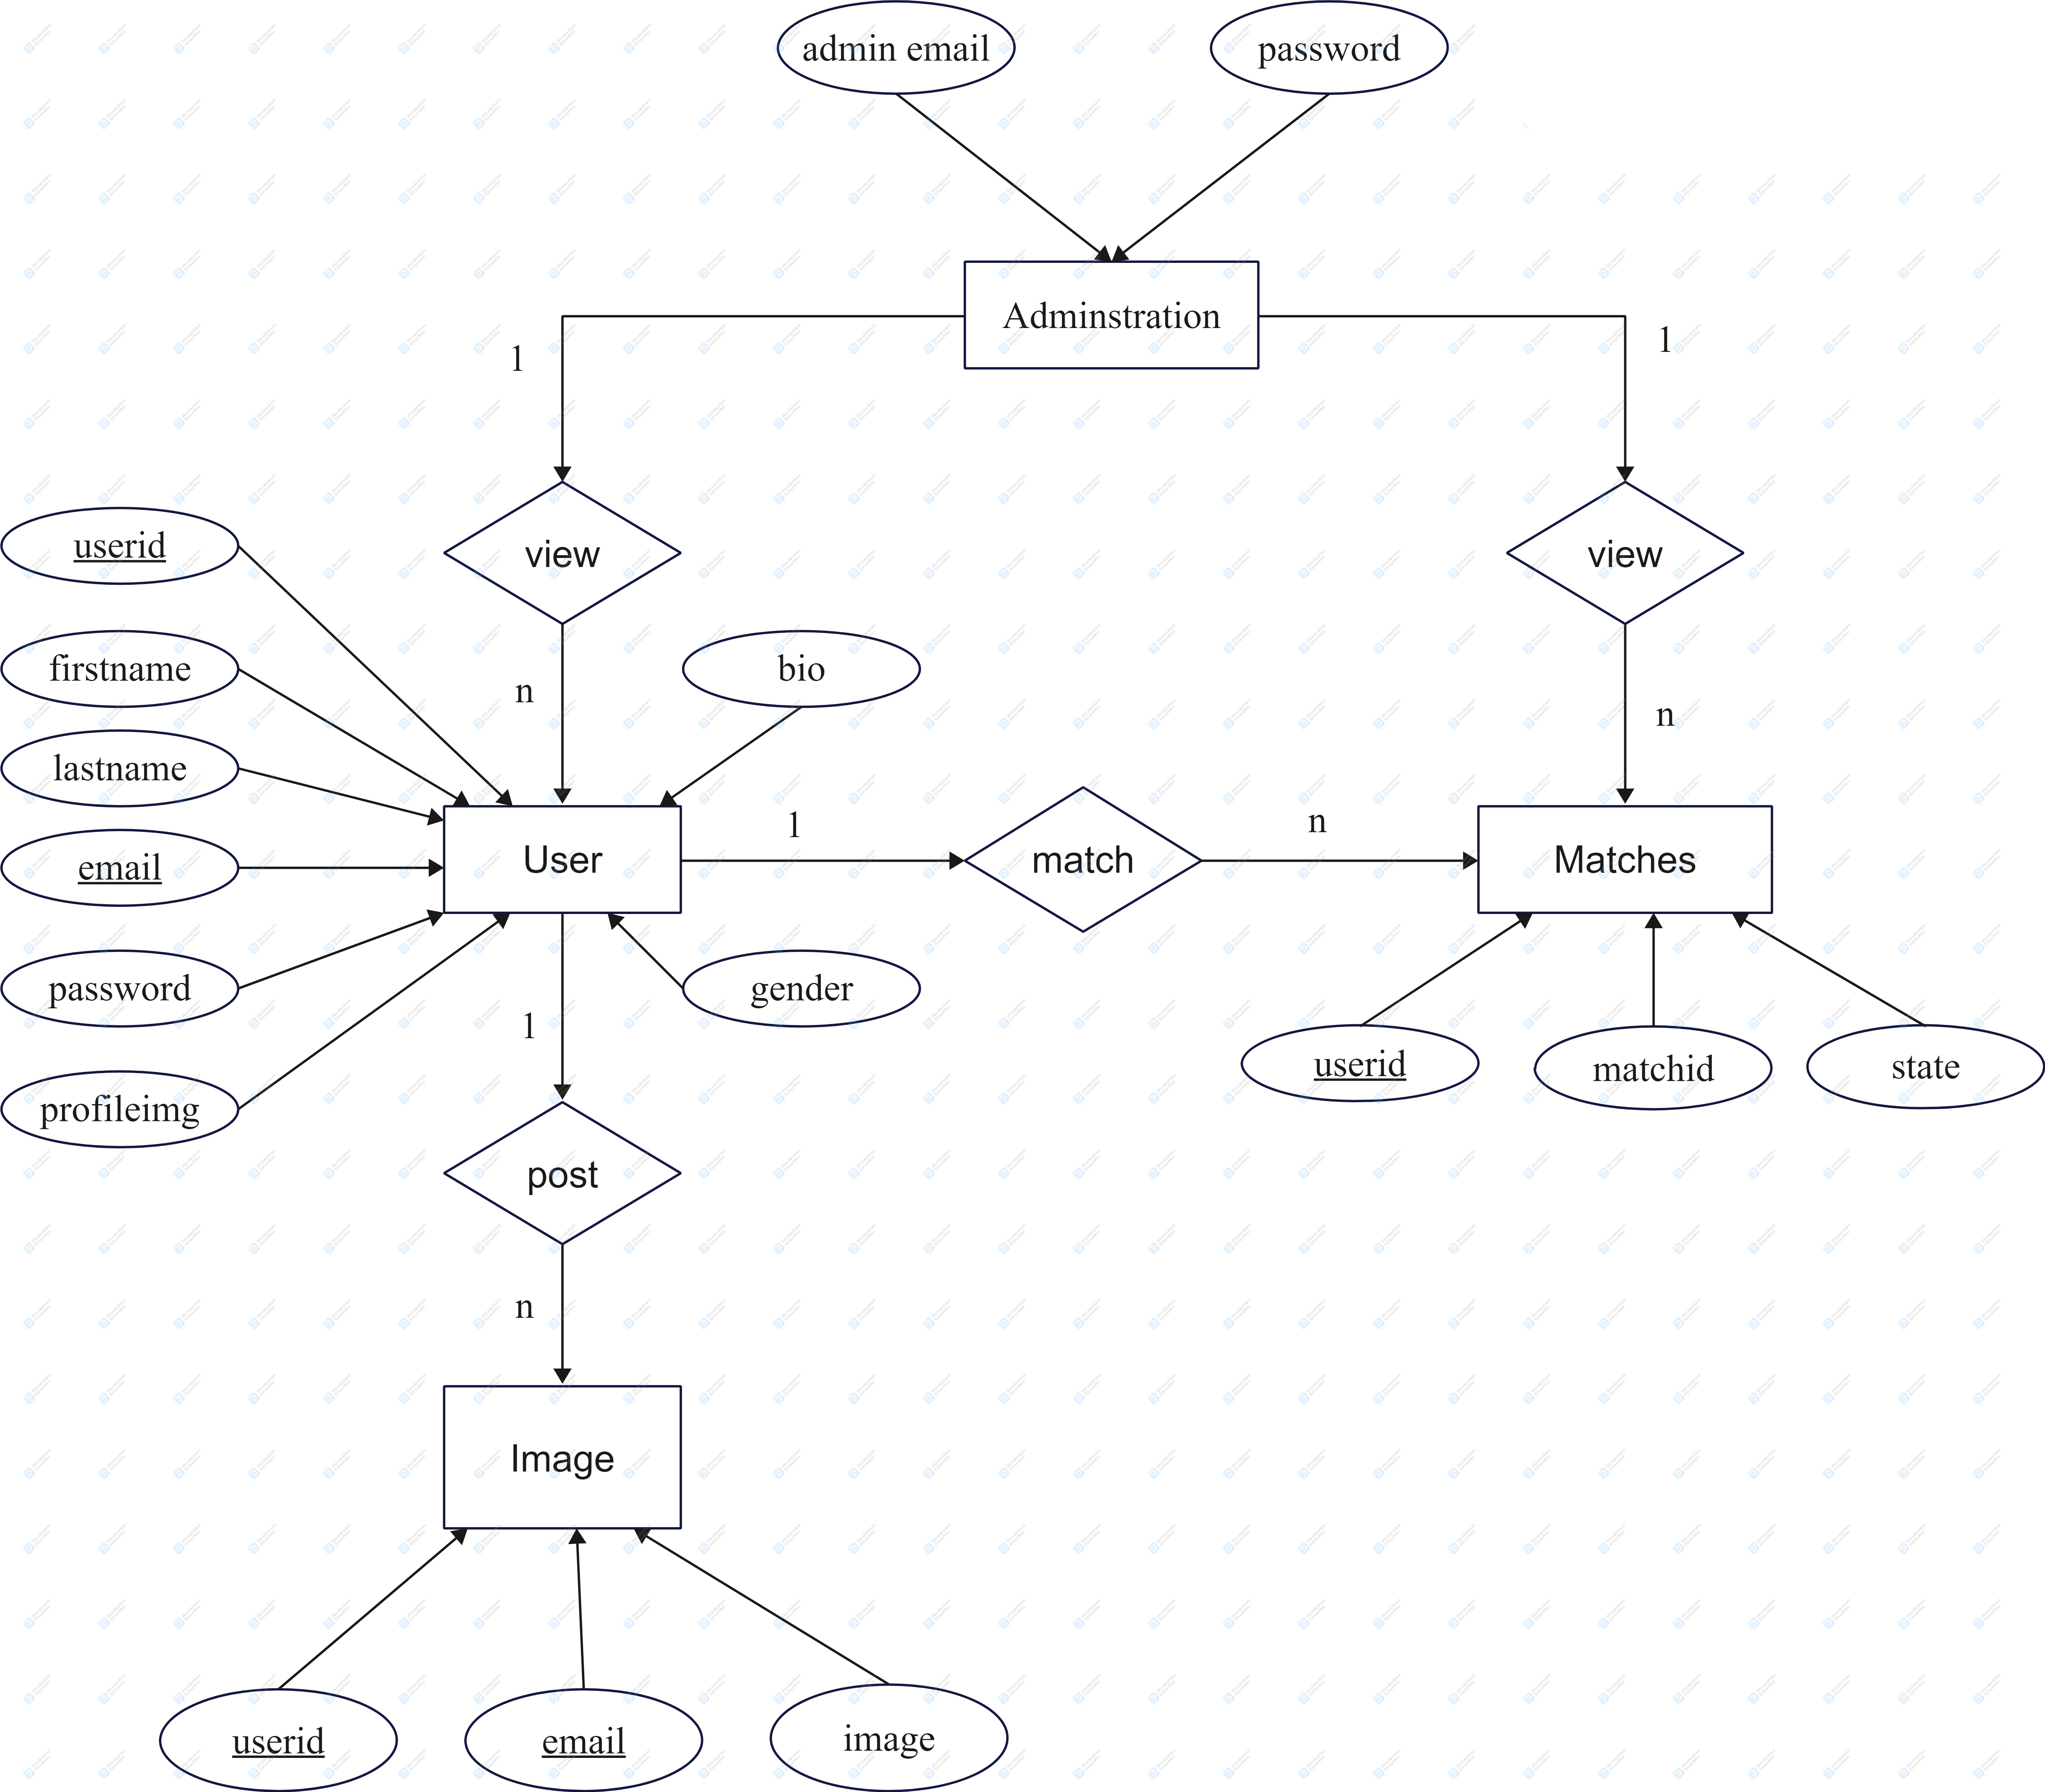 admin email
password
Adminstration
1
1
view
view
userid
firstname
bio
n
n
lastname
1
n
User
match
Matches
email
password
gender
1
userid
matchid
state
profileimg
post
n
Image
userid
email
image